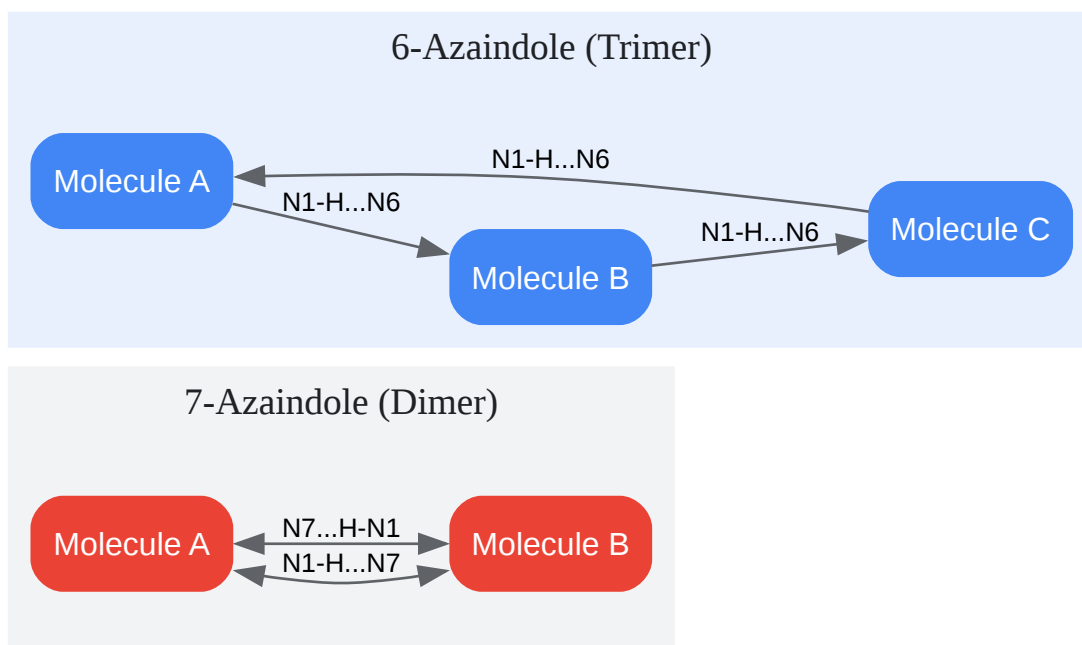 6-Azaindole (Trimer)
N1-H...N6
Molecule A
N1-H...N6
Molecule C
N1-H...N6
Molecule B
7-Azaindole (Dimer)
N7...H-N1
Molecule A
Molecule B
N1-H...N7